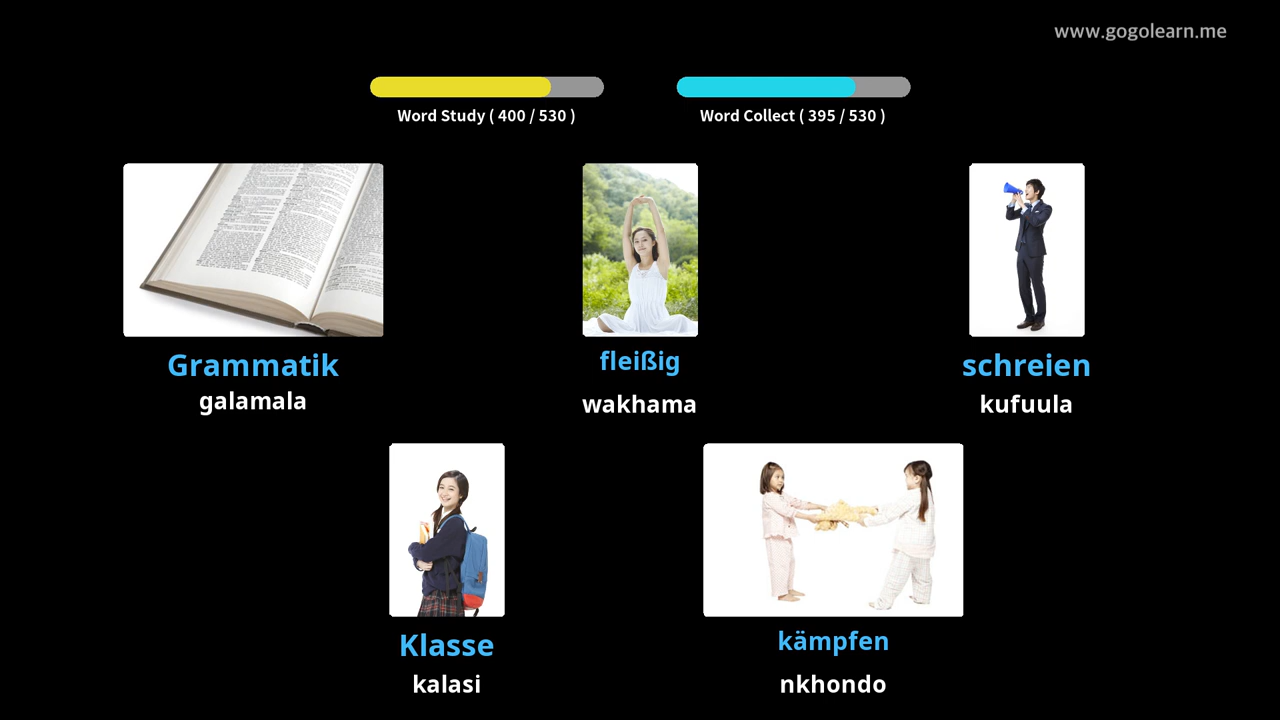 www.gogolearn.me
Word Study ( 400 / 530 )
Word Collect ( 395 / 530 )
Grammatik
galamala
fleißig
wakhama
schreien
kufuula
Klasse
kalasi
kämpfen
nkhondo